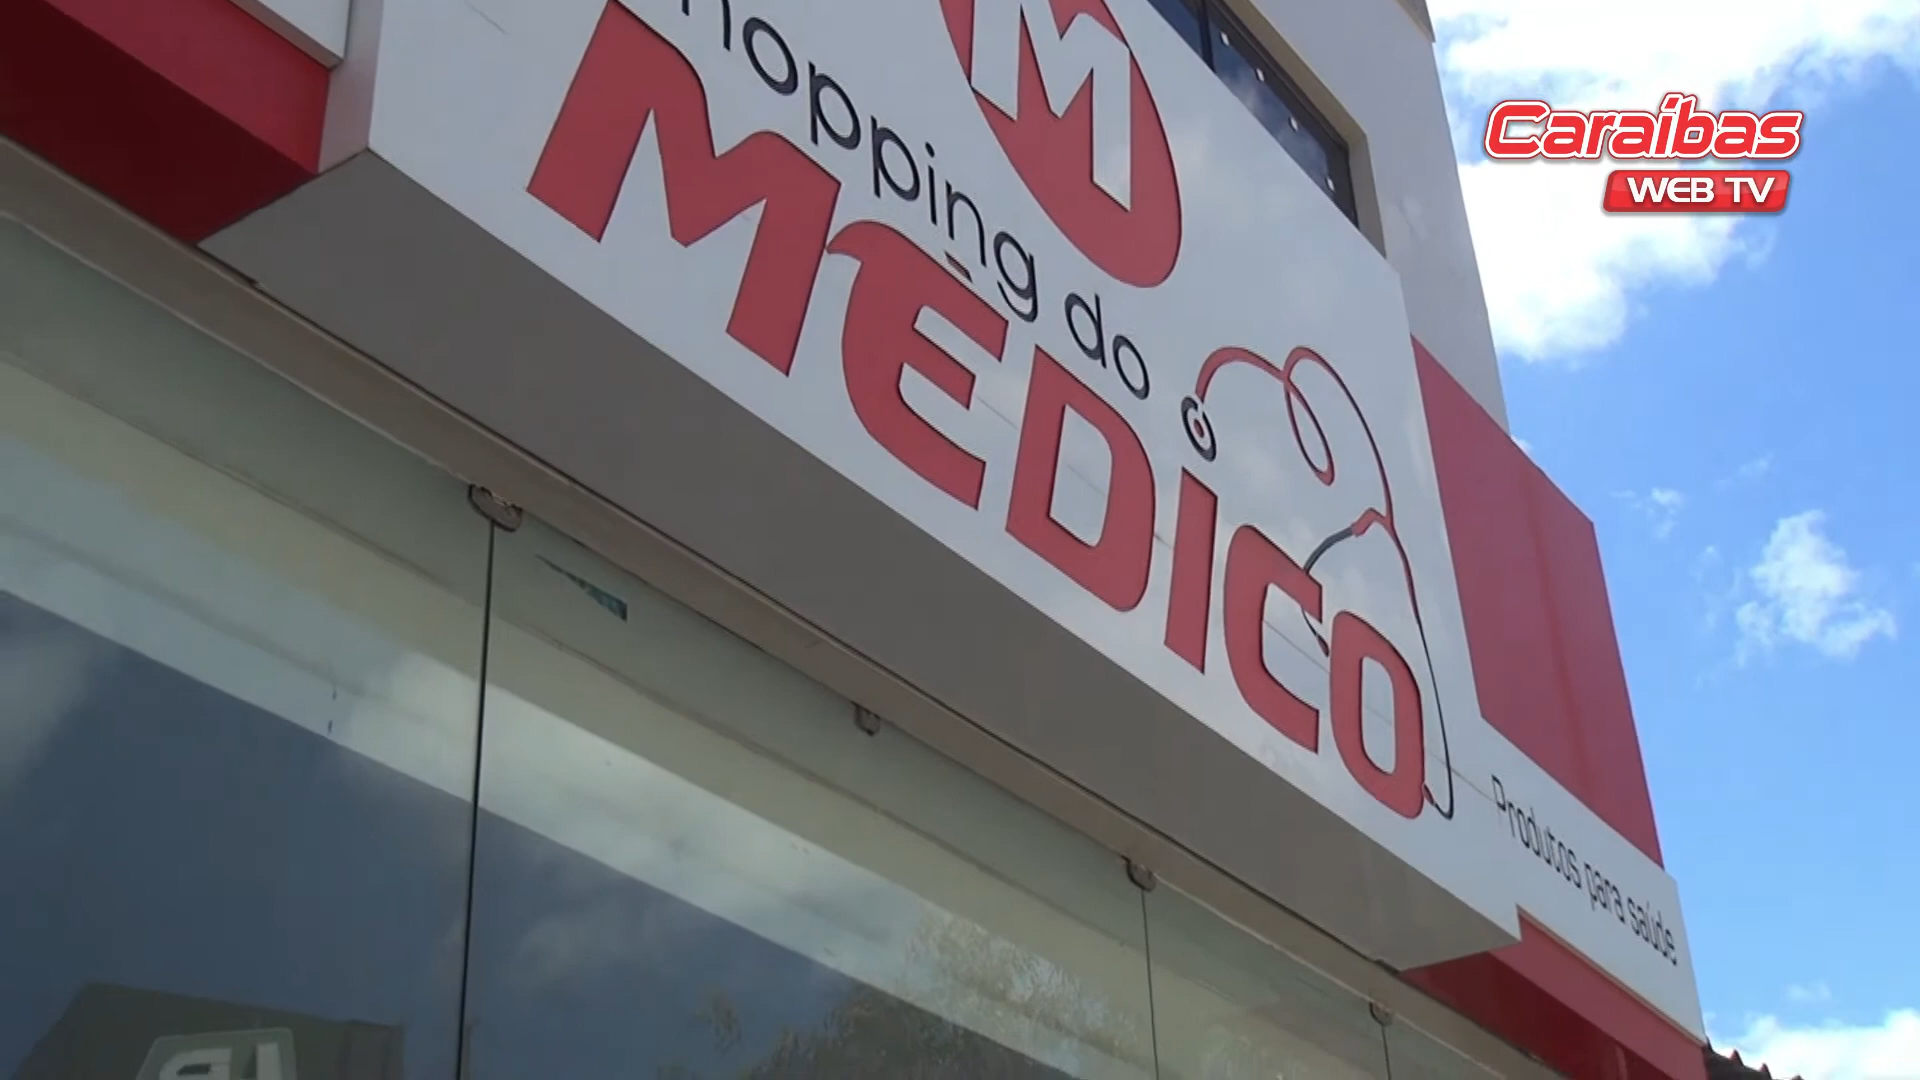 M
hopping do
MÉDICO
Produtos para saúde
Caraíbas
WEB TV